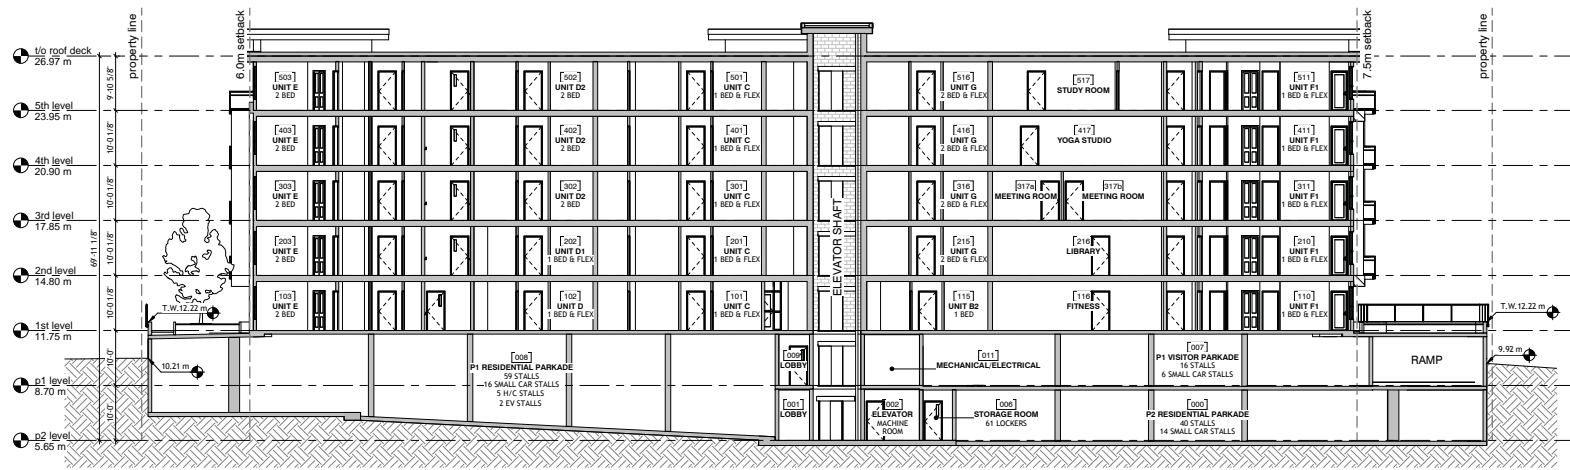 property line
6.0m setback
7.5m setback
property line
t/o roof deck
26.97 m
9'-10 5/8"
[503]
UNIT E
2 BED
[502]
UNIT D2
2 BED
[501]
UNIT C
1 BED & FLEX
[516]
UNIT G
2 BED & FLEX
[517]
STUDY ROOM
[511]
UNIT F1
1 BED & FLEX
5th level
23.95 m
10'-0 1/8"
[403]
UNIT E
2 BED
[402]
UNIT D2
2 BED
[401]
UNIT C
1 BED & FLEX
[416]
UNIT G
2 BED & FLEX
[417]
YOGA STUDIO
[411]
UNIT F1
1 BED & FLEX
4th level
20.90 m
10'-0 1/8"
[303]
UNIT E
2 BED
[302]
UNIT D2
2 BED
[301]
UNIT C
1 BED & FLEX
[316]
UNIT G
2 BED & FLEX
[317a]
MEETING ROOM
[317b]
MEETING ROOM
[311]
UNIT F1
1 BED & FLEX
3rd level
17.85 m
69'-11 1/8"
10'-0 1/8"
ELEVATOR SHAFT
[203]
UNIT E
2 BED
[202]
UNIT D1
1 BED & FLEX
[201]
UNIT C
1 BED & FLEX
[215]
UNIT G
2 BED & FLEX
[216]
LIBRARY
[210]
UNIT F1
1 BED & FLEX
2nd level
14.80 m
10'-0 1/8"
[103]
UNIT E
2 BED
[102]
UNIT D
1 BED & FLEX
[101]
UNIT C
1 BED & FLEX
[115]
UNIT B2
1 BED
[116]
FITNESS
[110]
UNIT F1
1 BED & FLEX
T.W.12.22 m
T.W.12.22 m
1st level
11.75 m
10'-0"
10.21 m
[008]
P1 RESIDENTIAL PARKADE
59 STALLS
16 SMALL CAR STALLS
5 H/C STALLS
2 EV STALLS
[009]
LOBBY
[011]
MECHANICAL/ELECTRICAL
[007]
P1 VISITOR PARKADE
16 STALLS
6 SMALL CAR STALLS
RAMP
9.92 m
p1 level
8.70 m
10'-0"
[001]
LOBBY
[002]
ELEVATOR
MACHINE
ROOM
[006]
STORAGE ROOM
61 LOCKERS
[000]
P2 RESIDENTIAL PARKADE
40 STALLS
14 SMALL CAR STALLS
p2 level
5.65 m